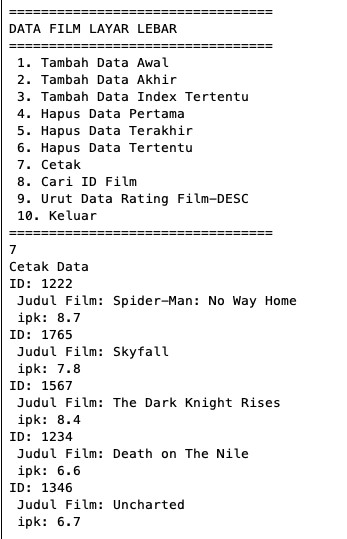 =================================
DATA FILM LAYAR LEBAR
=================================
1. Tambah Data Awal
2. Tambah Data Akhir
3. Tambah Data Index Tertentu
4. Hapus Data Pertama
5. Hapus Data Terakhir
6. Hapus Data Tertentu
7. Cetak
8. Cari ID Film
9. Urut Data Rating Film-DESC
10. Keluar
=================================
7
Cetak Data
ID: 1222
Judul Film: Spider-Man: No Way Home
ipk: 8.7
ID: 1765
Judul Film: Skyfall
ipk: 7.8
ID: 1567
Judul Film: The Dark Knight Rises
ipk: 8.4
ID: 1234
Judul Film: Death on The Nile
ipk: 6.6
ID: 1346
Judul Film: Uncharted
ipk: 6.7